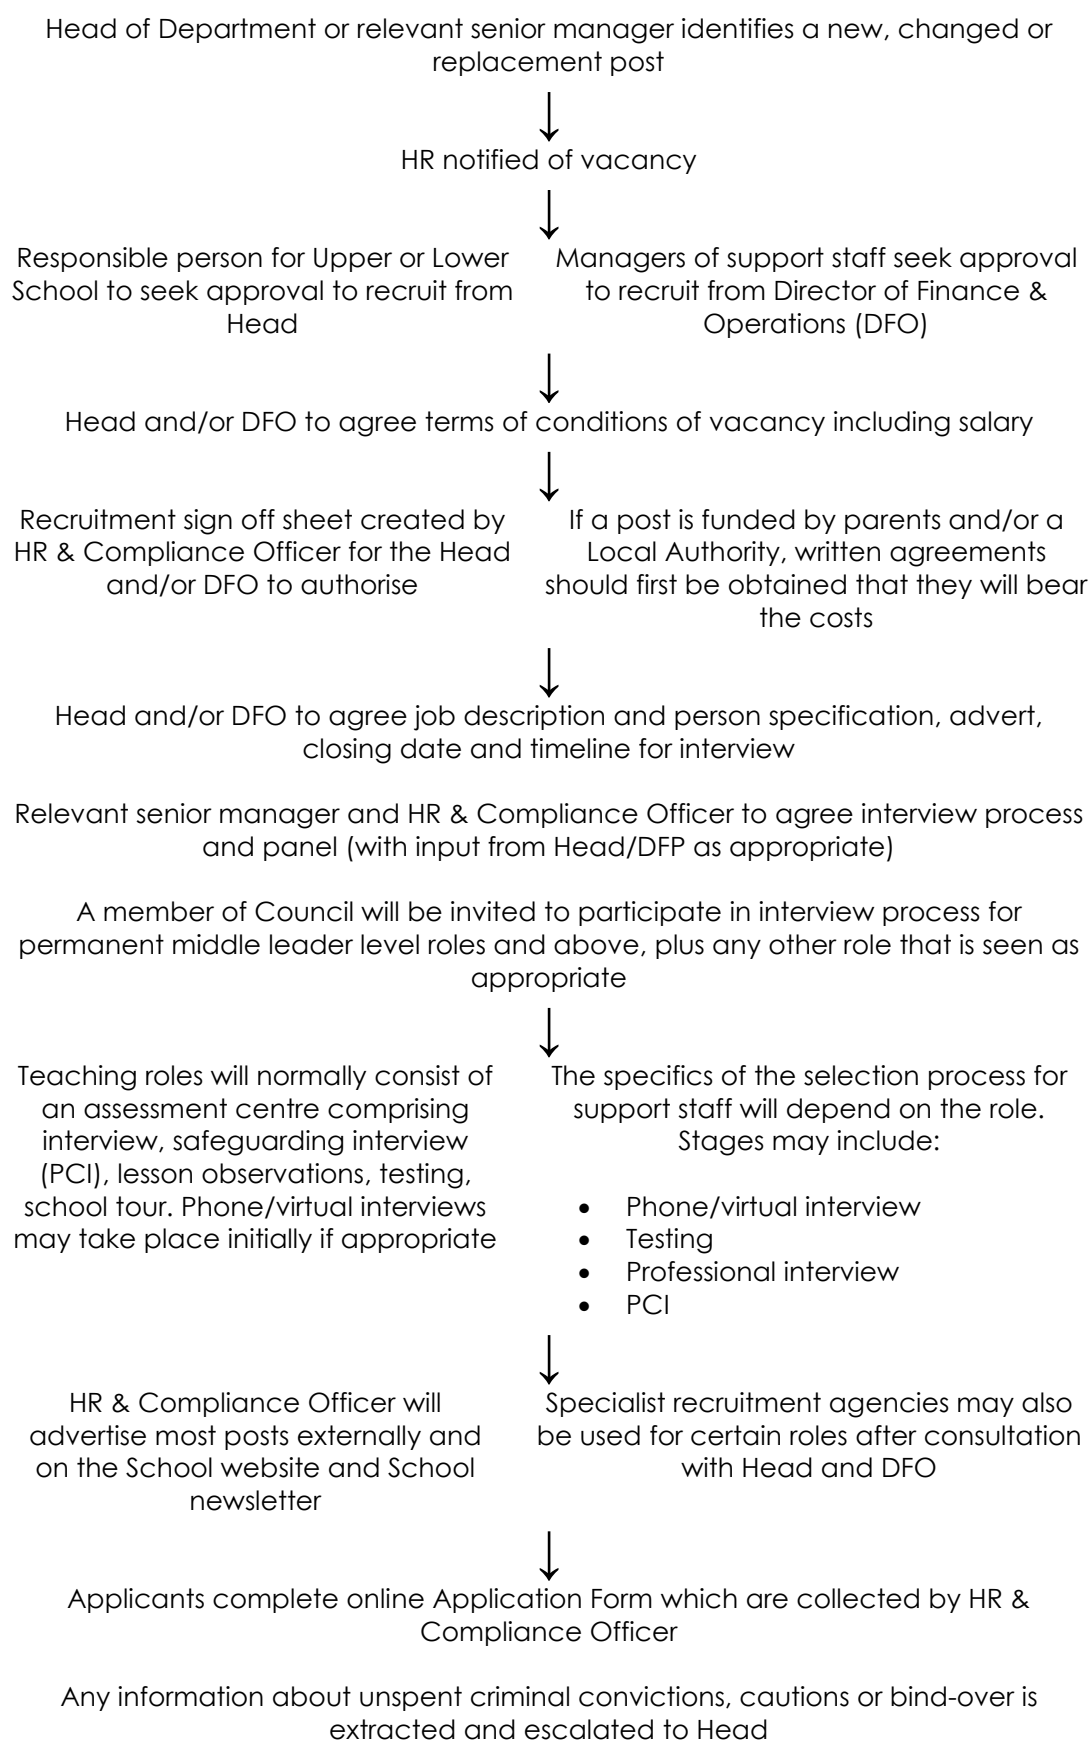 Head of Department or relevant senior manager identifies a new, changed or
replacement post
HR notified of vacancy
Responsible person for Upper or Lower
School to seek approval to recruit from
Head
Managers of support staff seek approval
to recruit from Director of Finance &
Operations (DFO)
Head and/or DFO to agree terms of conditions of vacancy including salary
Recruitment sign off sheet created by
HR & Compliance Officer for the Head
and/or DFO to authorise
If a post is funded by parents and/or a
Local Authority, written agreements
should first be obtained that they will bear
the costs
Head and/or DFO to agree job description and person specification, advert,
closing date and timeline for interview
Relevant senior manager and HR & Compliance Officer to agree interview process
and panel (with input from Head/DFP as appropriate)
A member of Council will be invited to participate in interview process for
permanent middle leader level roles and above, plus any other role that is seen as
appropriate
Teaching roles will normally consist of
an assessment centre comprising
interview, safeguarding interview
(PCI), lesson observations, testing,
school tour. Phone/virtual interviews
may take place initially if appropriate
The specifics of the selection process for
support staff will depend on the role.
Stages may include:
• Phone/virtual interview
• Testing
• Professional interview
• PCI
HR & Compliance Officer will
advertise most posts externally and
on the School website and School
newsletter
Specialist recruitment agencies may also
be used for certain roles after consultation
with Head and DFO
Applicants complete online Application Form which are collected by HR &
Compliance Officer
Any information about unspent criminal convictions, cautions or bind-over is
extracted and escalated to Head